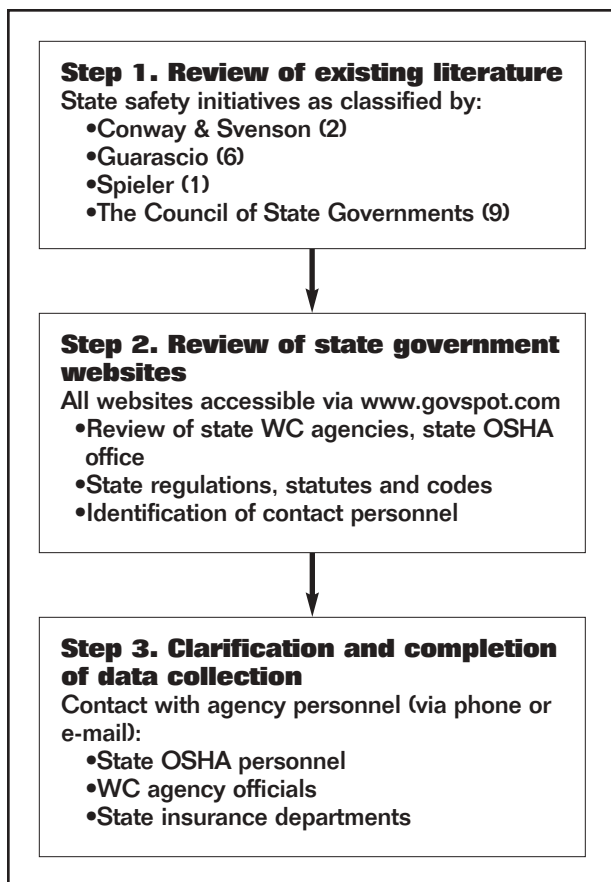 Step 1. Review of existing literature
State safety initiatives as classified by:
•Conway & Svenson (2)
•Guarascio (6)
•Spieler (1)
•The Council of State Governments (9)
Step 2. Review of state government
websites
All websites accessible via www.govspot.com
•Review of state WC agencies, state OSHA
office
•State regulations, statutes and codes
•Identification of contact personnel
Step 3. Clarification and completion
of data collection
Contact with agency personnel (via phone or
e-mail):
•State OSHA personnel
•WC agency officials
•State insurance departments